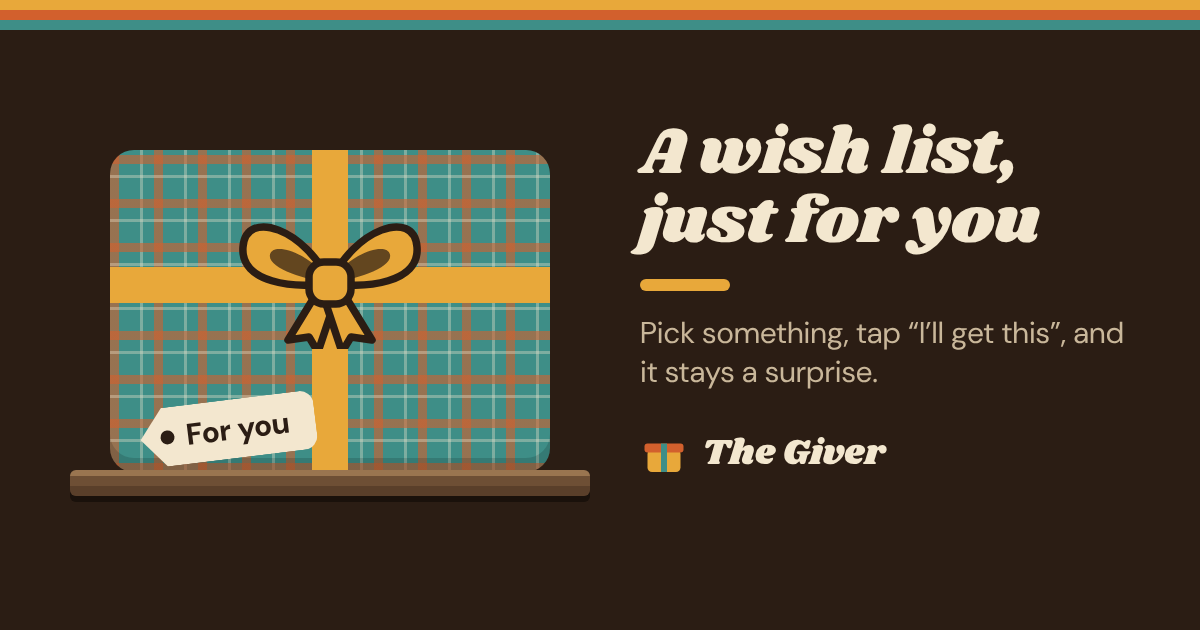 A wish list,
just for you
Pick something, tap “I’ll get this”, and
it stays a surprise.
For you
The Giver